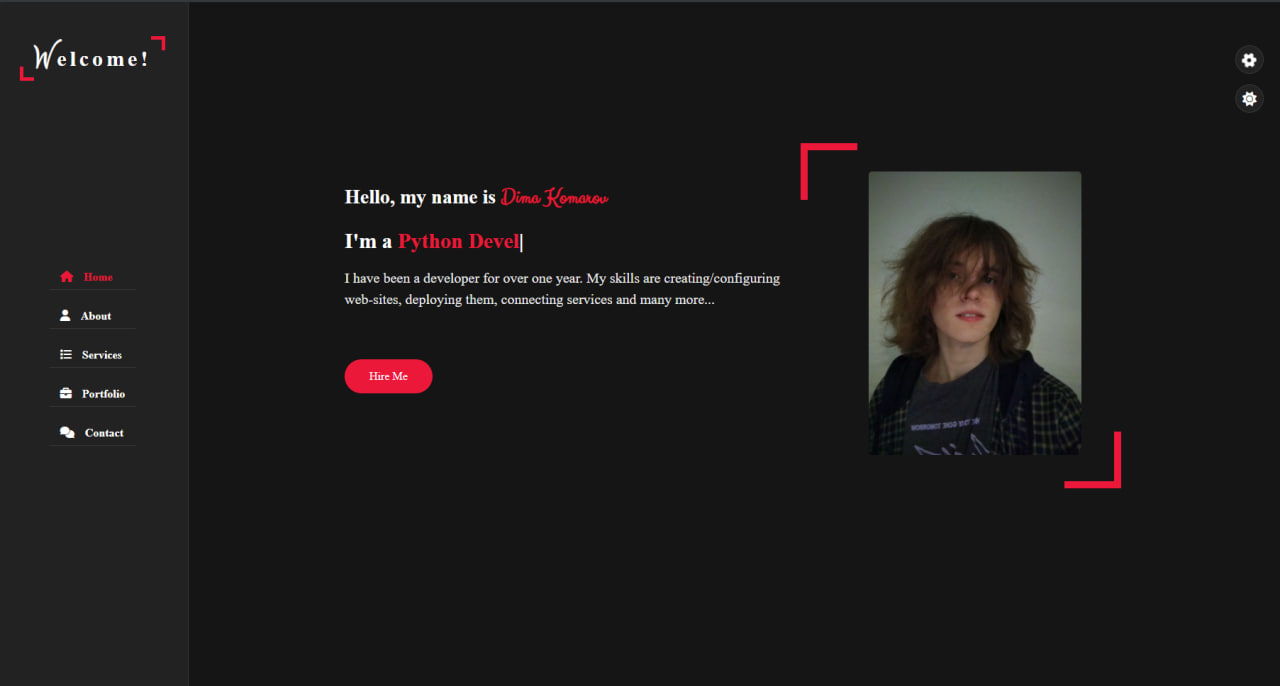 Welcome!
Home
About
Services
Portfolio
Contact
Hello, my name is Dima Komarov
I'm a Python Devel|
I have been a developer for over one year. My skills are creating/configuring
web-sites, deploying them, connecting services and many more...
Hire Me